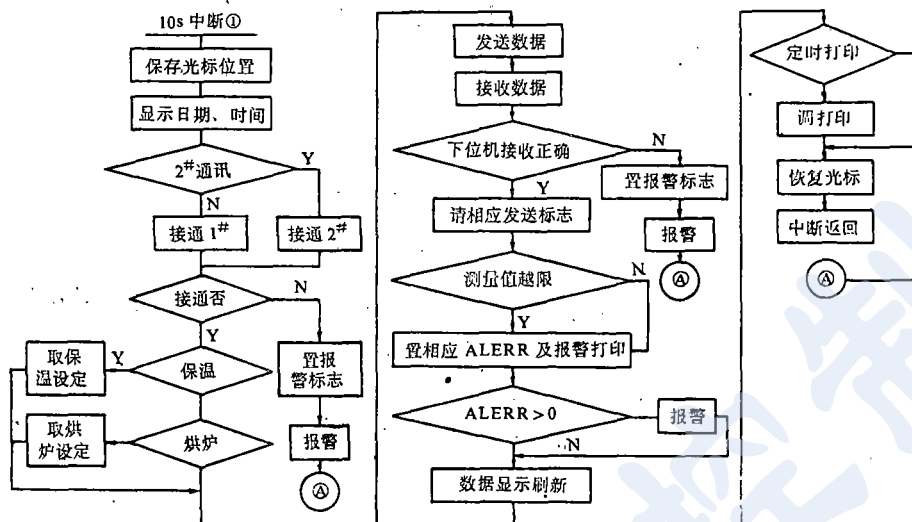 10s 中断①
保存光标位置
显示日期、时间
2#通讯
Y
N
接通 1#
接通 2#
接通否
N
Y
取保
温设定
Y
保温
置报
警标志
取烘
炉设定
烘炉
报警
Ⓐ
发送数据
接收数据
下位机接收正确
N
Y
置报警标志
请相应发送标志
报警
Ⓐ
测量值越限
N
Y
置相应 ALERR 及报警打印
ALERR>0
报警
N
数据显示刷新
定时打印
调打印
恢复光标
中断返回
Ⓐ
控制